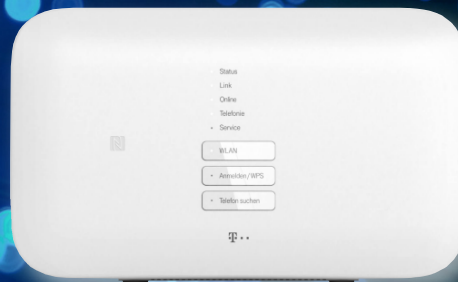 Status
Link
Online
Telefonie
Service
WLAN
Anmelden/WPS
Telefon suchen
T··